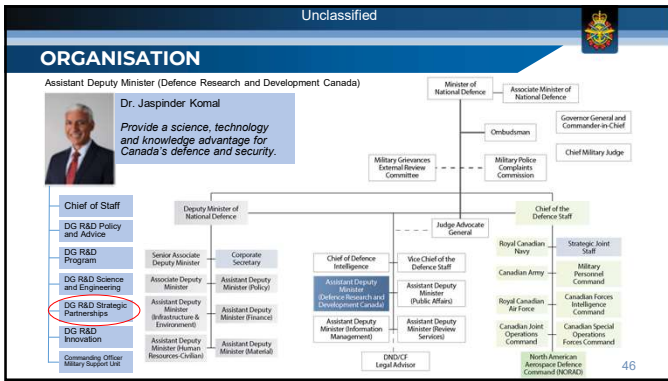 Unclassified
ORGANISATION
Assistant Deputy Minister (Defence Research and Development Canada)
Dr. Jaspinder Komal
Provide a science, technology
and knowledge advantage for
Canada's defence and security.
Chief of Staff
DG R&D Policy
and Advice
DG R&D
Program
DG R&D Science
and Engineering
DG R&D Strategic
Partnerships
DG R&D
Innovation
Commanding Officer
Military Support Unit
Minister of
National Defence
Associate Minister of
National Defence
Governor General and
Commander-in-Chief
Ombudsman
Chief Military Judge
Military Grievances
External Review
Committee
Military Police
Complaints
Commission
Deputy Minister of
National Defence
Chief of the
Defence Staff
Judge Advocate
General
Senior Associate
Deputy Minister
Corporate
Secretary
Associate Deputy
Minister
Assistant Deputy
Minister (Policy)
Assistant Deputy
Minister
(Infrastructure &
Environment)
Assistant Deputy
Minister (Finance)
Assistant Deputy
Minister (Human
Resources-Civilian)
Assistant Deputy
Minister (Material)
Chief of Defence
Intelligence
Vice Chief of the
Defence Staff
Assistant Deputy
Minister
(Defence Research and
Development Canada)
Assistant Deputy
Minister
(Public Affairs)
Assistant Deputy
Minister (Information
Management)
Assistant Deputy
Minister (Review
Services)
DND/CF
Legal Advisor
Royal Canadian
Navy
Strategic Joint
Staff
Canadian Army
Military
Personnel
Command
Royal Canadian
Air Force
Canadian Forces
Intelligence
Command
Canadian Joint
Operations
Command
Canadian Special
Operations
Forces Command
North American
Aerospace Defence
Command (NORAD)
46